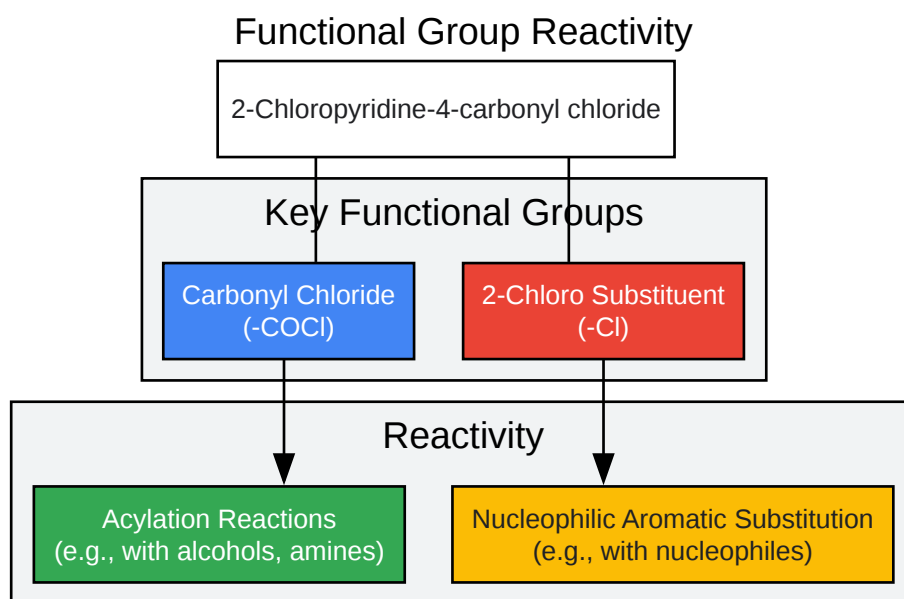 Functional Group Reactivity
2-Chloropyridine-4-carbonyl chloride
Key Functional Groups
Carbonyl Chloride
(-COCl)
2-Chloro Substituent
(-Cl)
Reactivity
Acylation Reactions
(e.g., with alcohols, amines)
Nucleophilic Aromatic Substitution
(e.g., with nucleophiles)